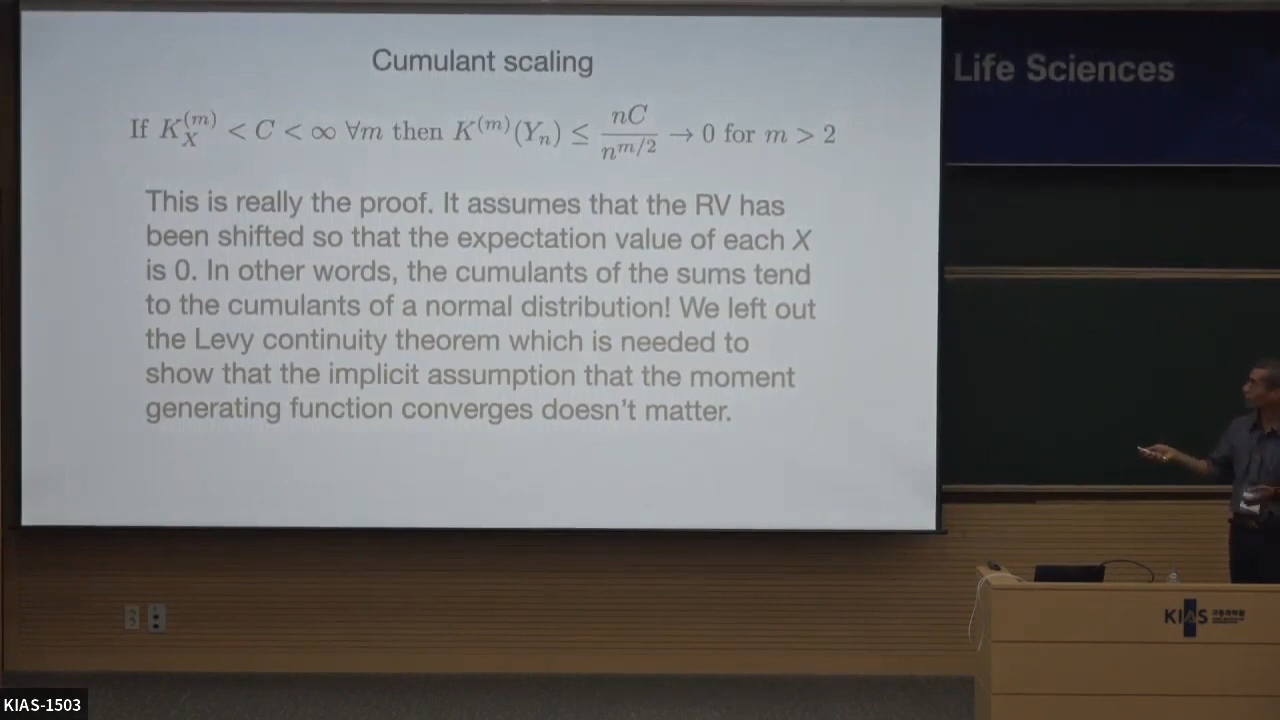 Cumulant scaling
If $K_X^{(m)} < C < \infty \ \forall m$ then $K^{(m)}(Y_n) \leq \frac{nC}{n^{m/2}} \to 0$ for $m > 2$
This is really the proof. It assumes that the RV has
been shifted so that the expectation value of each X
is 0. In other words, the cumulants of the sums tend
to the cumulants of a normal distribution! We left out
the Levy continuity theorem which is needed to
show that the implicit assumption that the moment
generating function converges doesn't matter.
Life Sciences
KIAS
KIAS-1503